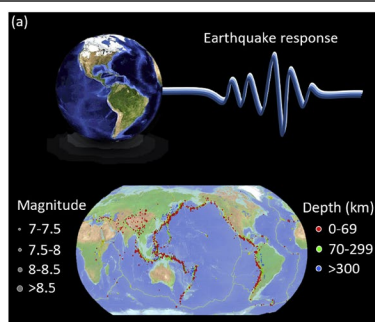 (a)
Earthquake response
Magnitude
7-7.5
7.5-8
8-8.5
>8.5
Depth (km)
0-69
70-299
>300